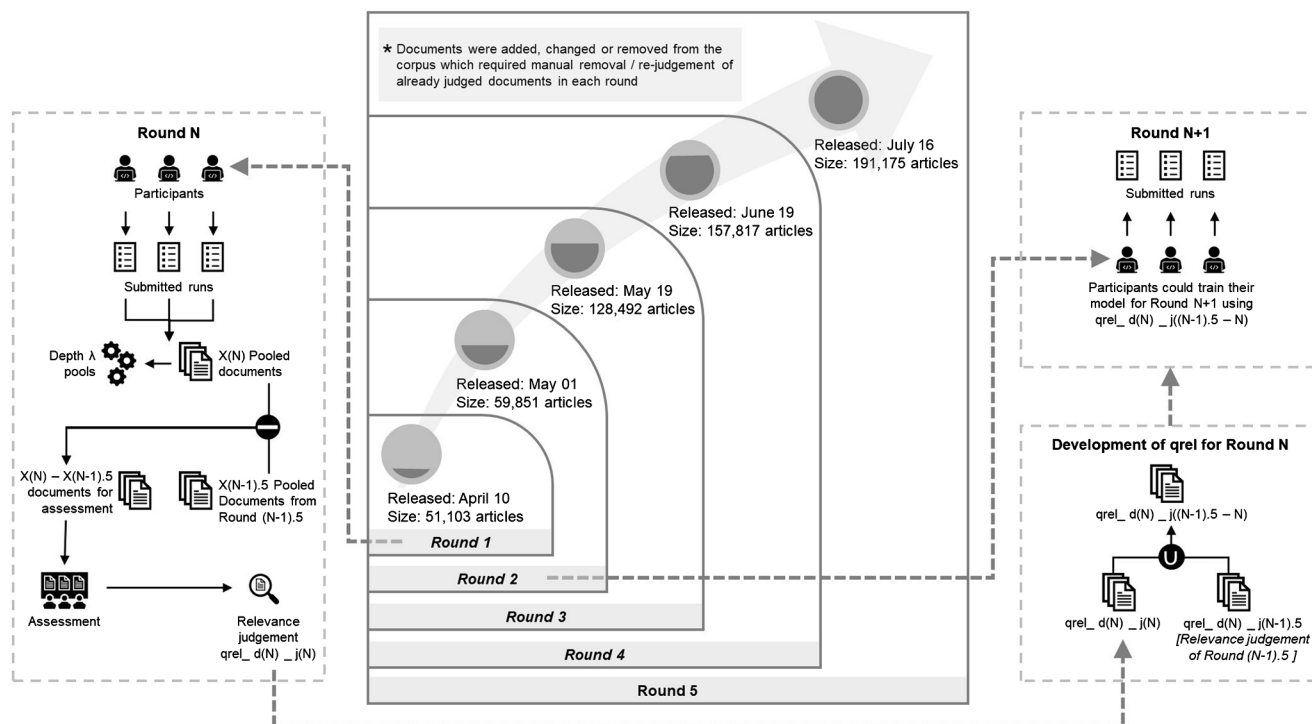 * Documents were added, changed or removed from the
corpus which required manual removal / re-judgement of
already judged documents in each round
Round N
Participants
Submitted runs
Depth λ
pools
X(N) Pooled
documents
X(N) – X(N-1).5
documents for
assessment
X(N-1).5 Pooled
Documents from
Round (N-1).5
Assessment
Relevance
judgement
qrel_ d(N) _ j(N)
Released: July 16
Size: 191,175 articles
Released: June 19
Size: 157,817 articles
Released: May 19
Size: 128,492 articles
Released: May 01
Size: 59,851 articles
Released: April 10
Size: 51,103 articles
Round 1
Round 2
Round 3
Round 4
Round 5
Round N+1
Submitted runs
Participants could train their
model for Round N+1 using
qrel_ d(N) _ j((N-1).5 – N)
Development of qrel for Round N
qrel_ d(N) _ j((N-1).5 – N)
U
qrel_ d(N) _ j(N)
qrel_ d(N) _ j(N-1).5
[Relevance judgement
of Round (N-1).5 ]